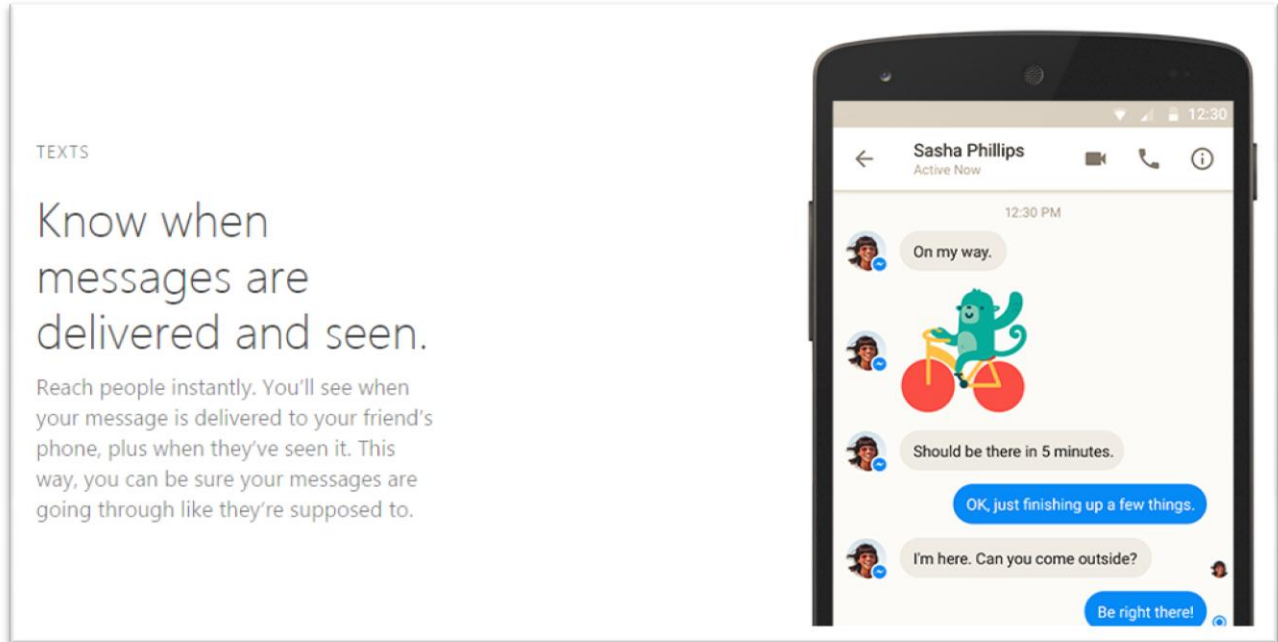 TEXTS
Know when
messages are
delivered and seen.
Reach people instantly. You'll see when
your message is delivered to your friend's
phone, plus when they've seen it. This
way, you can be sure your messages are
going through like they're supposed to.
12:30
Sasha Phillips
Active Now
12:30 PM
On my way.
Should be there in 5 minutes.
OK, just finishing up a few things.
I'm here. Can you come outside?
Be right there!